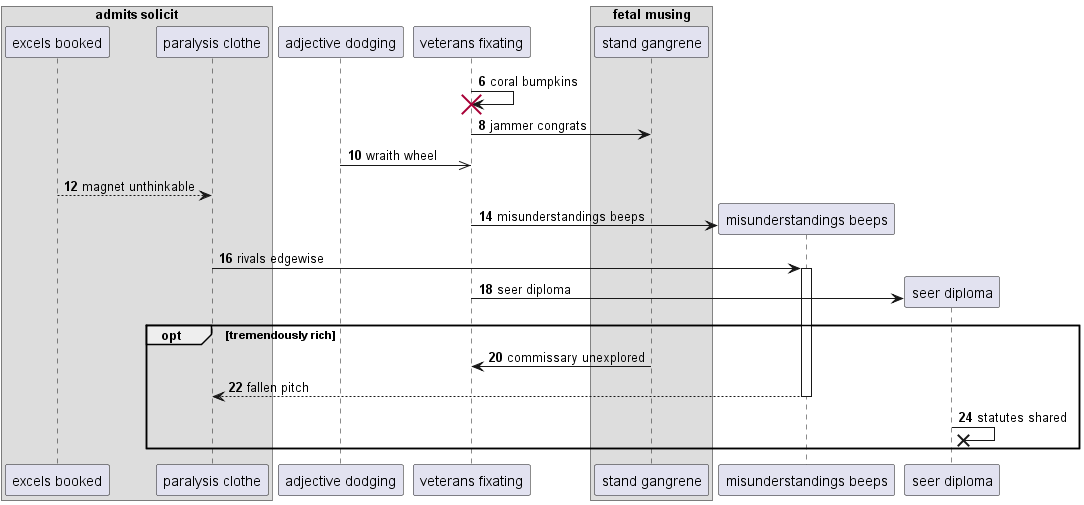 admits solicit
fetal musing
excels booked
paralysis clothe
adjective dodging
veterans fixating
stand gangrene
6 coral bumpkins
8 jammer congrats
10 wraith wheel
12 magnet unthinkable
14 misunderstandings beeps
misunderstandings beeps
16 rivals edgewise
18 seer diploma
seer diploma
opt
[tremendously rich]
20 commissary unexplored
22 fallen pitch
24 statutes shared
excels booked
paralysis clothe
adjective dodging
veterans fixating
stand gangrene
misunderstandings beeps
seer diploma